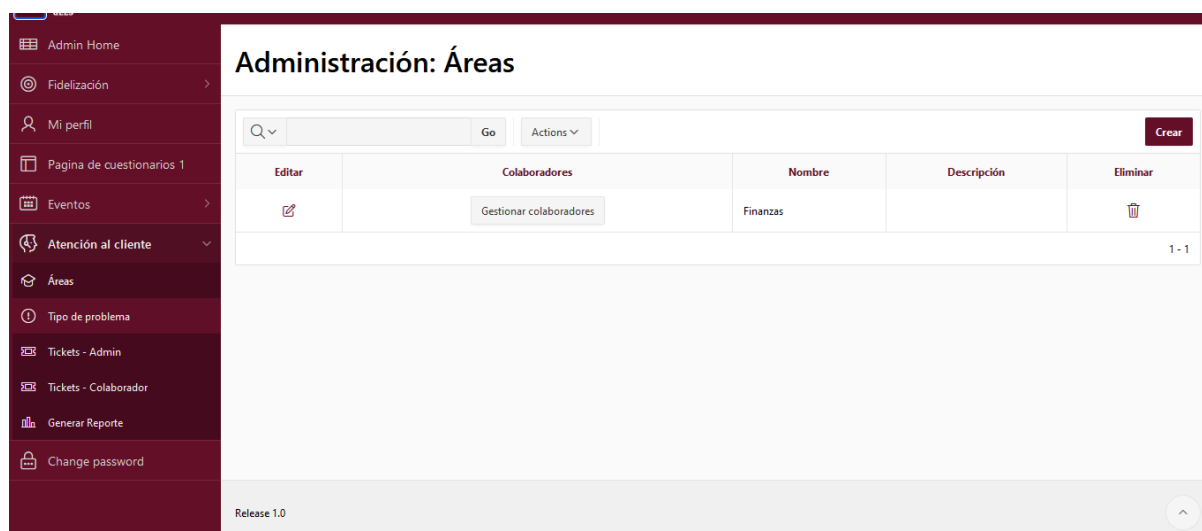 Admin Home
Fidelización
Mi perfil
Pagina de cuestionarios 1
Eventos
Atención al cliente
Áreas
Tipo de problema
Tickets - Admin
Tickets - Colaborador
Generar Reporte
Change password
Administración: Áreas
Go Actions Crear
Editar Colaboradores Nombre Descripción Eliminar
Gestionar colaboradores Finanzas
1 - 1
Release 1.0